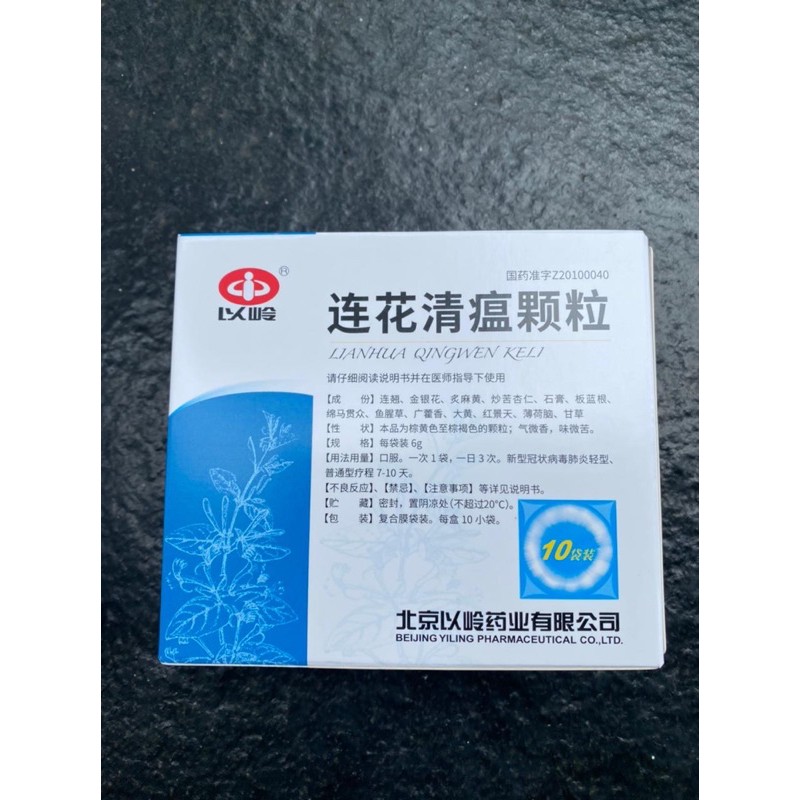 ®
以岭
国药准字Z20100040
连花清瘟颗粒
LIANHUA QINGWEN KELI
请仔细阅读说明书并在医师指导下使用
【成　份】连翘、金银花、炙麻黄、炒苦杏仁、石膏、板蓝根、
绵马贯众、鱼腥草、广藿香、大黄、红景天、薄荷脑、甘草
【性　状】本品为棕黄色至棕褐色的颗粒；气微香，味微苦。
【规　格】每袋装 6g
【用法用量】口服。一次 1 袋，一日 3 次。新型冠状病毒肺炎轻型、
普通型疗程 7-10 天。
【不良反应】、【禁忌】、【注意事项】等详见说明书。
【贮　藏】密封，置阴凉处(不超过20℃)。
【包　装】复合膜袋装。每盒 10 小袋。
10袋装
北京以岭药业有限公司
BEIJING YILING PHARMACEUTICAL CO.,LTD.